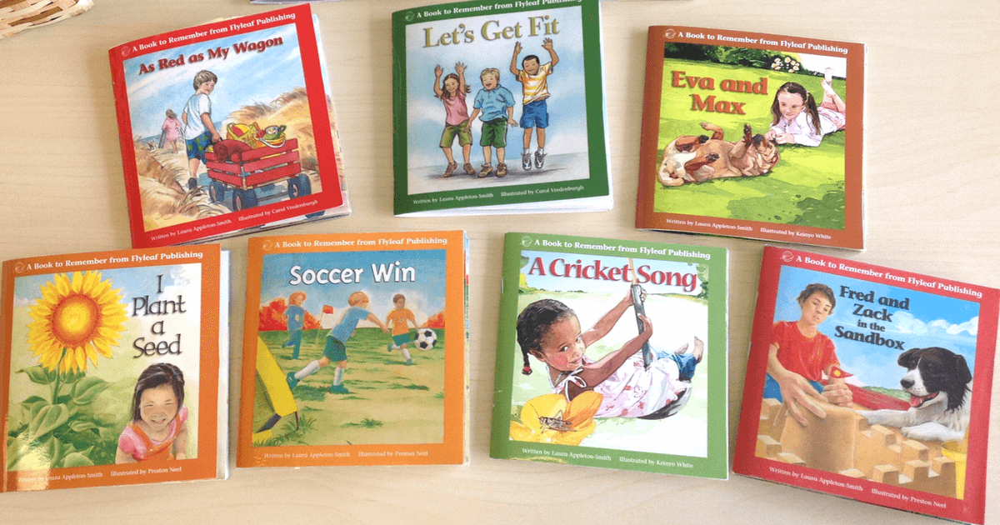 A Book to Remember from Flyleaf Publishing
As Red as My Wagon
Written by Laura Appleton-Smith Illustrated by Carol Vredenburgh
A Book to Remember from Flyleaf Publishing
Let's Get Fit
Written by Laura Appleton-Smith Illustrated by Carol Vredenburgh
A Book to Remember from Flyleaf Publishing
Eva and
Max
Written by Laura Appleton-Smith Illustrated by Keinyo White
A Book to Remember from Flyleaf Publishing
I
Plant
a
Seed
Written by Laura Appleton-Smith Illustrated by Preston Neel
A Book to Remember from Flyleaf Publishing
Soccer Win
Written by Laura Appleton-Smith Illustrated by Preston Neel
A Book to Remember from Flyleaf Publishing
A Cricket Song
Written by Laura Appleton-Smith Illustrated by Keinyo White
A Book to Remember from Flyleaf Publishing
Fred and
Zack
in the
Sandbox
Written by Laura Appleton-Smith Illustrated by Preston Neel